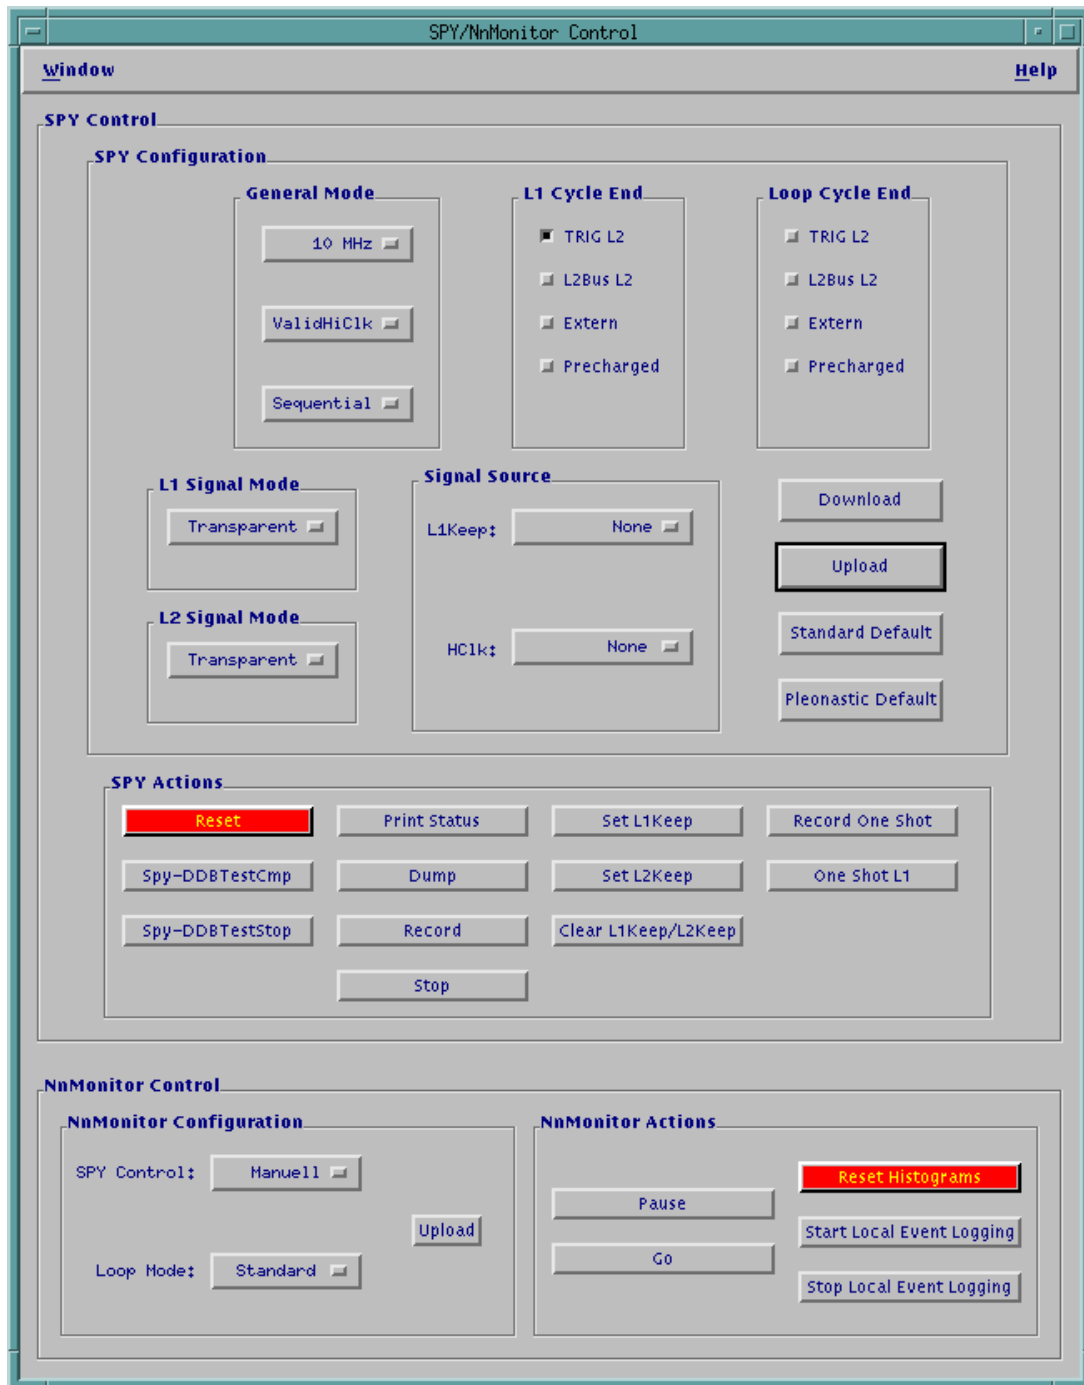 SPY/NnMonitor Control
Window Help
SPY Control
SPY Configuration
General Mode
10 MHz
ValidHiClk
Sequential
L1 Cycle End
TRIG L2
L2Bus L2
Extern
Precharged
Loop Cycle End
TRIG L2
L2Bus L2
Extern
Precharged
L1 Signal Mode
Transparent
L2 Signal Mode
Transparent
Signal Source
L1Keep: None
HClk: None
Download
Upload
Standard Default
Pleonastic Default
SPY Actions
Reset Print Status Set L1Keep Record One Shot
Spy-DDBTestCmp Dump Set L2Keep One Shot L1
Spy-DDBTestStop Record Clear L1Keep/L2Keep
Stop
NnMonitor Control
NnMonitor Configuration
SPY Control: Manuell
Upload
Loop Mode: Standard
NnMonitor Actions
Pause
Go
Reset Histograms
Start Local Event Logging
Stop Local Event Logging